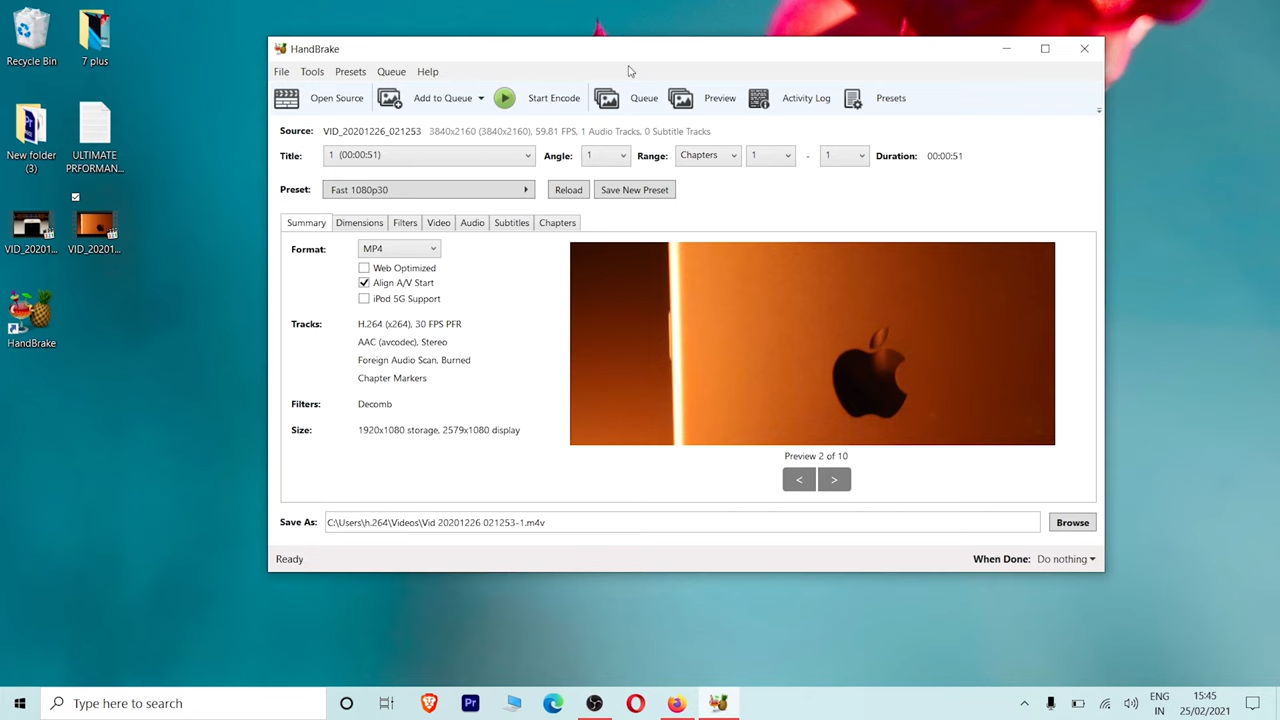 Recycle Bin
7 plus
New folder (3)
ULTIMATE PRFORMAN...
VID_20201...
VID_20201...
HandBrake
HandBrake
File Tools Presets Queue Help
Open Source Add to Queue Start Encode Queue Preview Activity Log Presets
Source: VID_20201226_021253 3840x2160 (3840x2160), 59.81 FPS, 1 Audio Tracks, 0 Subtitle Tracks
Title: 1 (00:00:51) Angle: 1 Range: Chapters 1 - 1 Duration: 00:00:51
Preset: Fast 1080p30 Reload Save New Preset
Summary Dimensions Filters Video Audio Subtitles Chapters
Format: MP4
Web Optimized
Align A/V Start
iPod 5G Support
Tracks: H.264 (x264), 30 FPS PFR
AAC (avcodec), Stereo
Foreign Audio Scan, Burned
Chapter Markers
Filters: Decomb
Size: 1920x1080 storage, 2579x1080 display
Preview 2 of 10
< >
Save As: C:\Users\h.264\Videos\Vid 20201226 021253-1.m4v Browse
Ready When Done: Do nothing
Type here to search
Pr
ENG
IN
15:45
25/02/2021